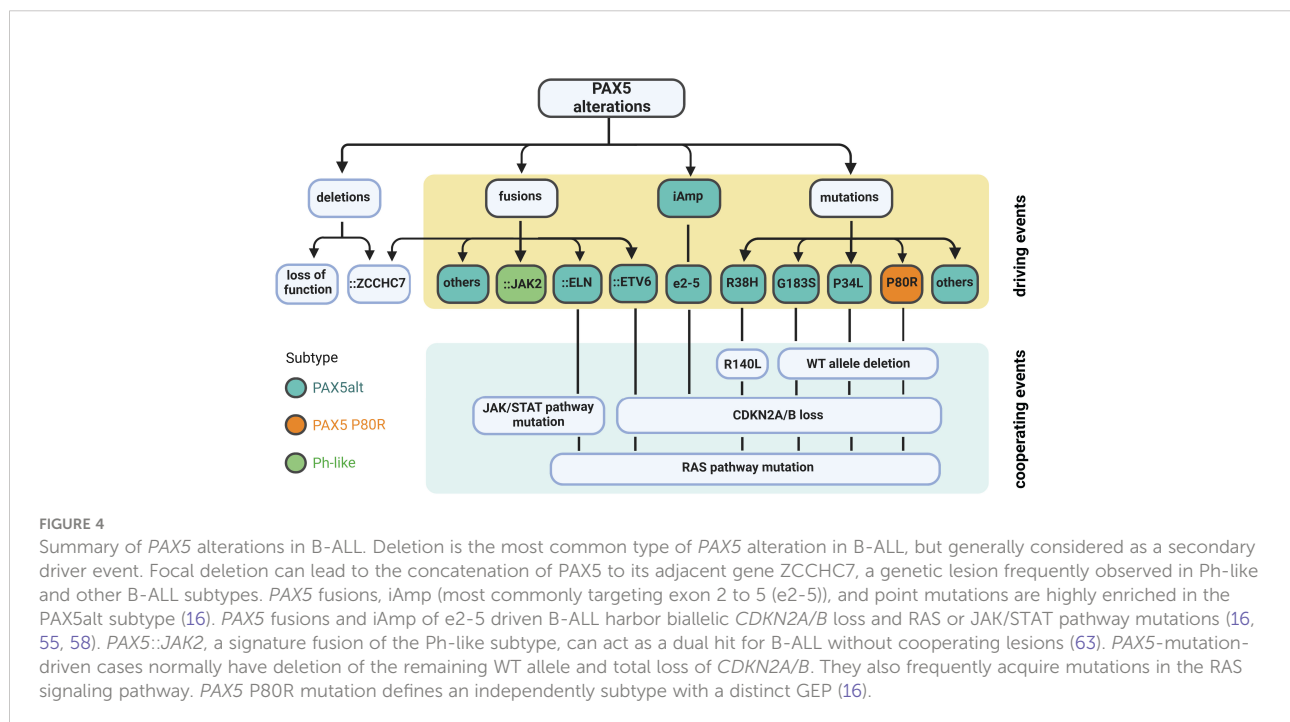 PAX5
alterations
deletions
fusions
iAmp
mutations
driving events
loss of
function
::ZCCHC7
others
::JAK2
::ELN
::ETV6
e2-5
R38H
G183S
P34L
P80R
others
Subtype
PAX5alt
PAX5 P80R
Ph-like
R140L
WT allele deletion
JAK/STAT pathway
mutation
CDKN2A/B loss
RAS pathway mutation
cooperating events
FIGURE 4
Summary of PAX5 alterations in B-ALL. Deletion is the most common type of PAX5 alteration in B-ALL, but generally considered as a secondary
driver event. Focal deletion can lead to the concatenation of PAX5 to its adjacent gene ZCCHC7, a genetic lesion frequently observed in Ph-like
and other B-ALL subtypes. PAX5 fusions, iAmp (most commonly targeting exon 2 to 5 (e2-5)), and point mutations are highly enriched in the
PAX5alt subtype (16). PAX5 fusions and iAmp of e2-5 driven B-ALL harbor biallelic CDKN2A/B loss and RAS or JAK/STAT pathway mutations (16,
55, 58). PAX5::JAK2, a signature fusion of the Ph-like subtype, can act as a dual hit for B-ALL without cooperating lesions (63). PAX5-mutation-
driven cases normally have deletion of the remaining WT allele and total loss of CDKN2A/B. They also frequently acquire mutations in the RAS
signaling pathway. PAX5 P80R mutation defines an independently subtype with a distinct GEP (16).